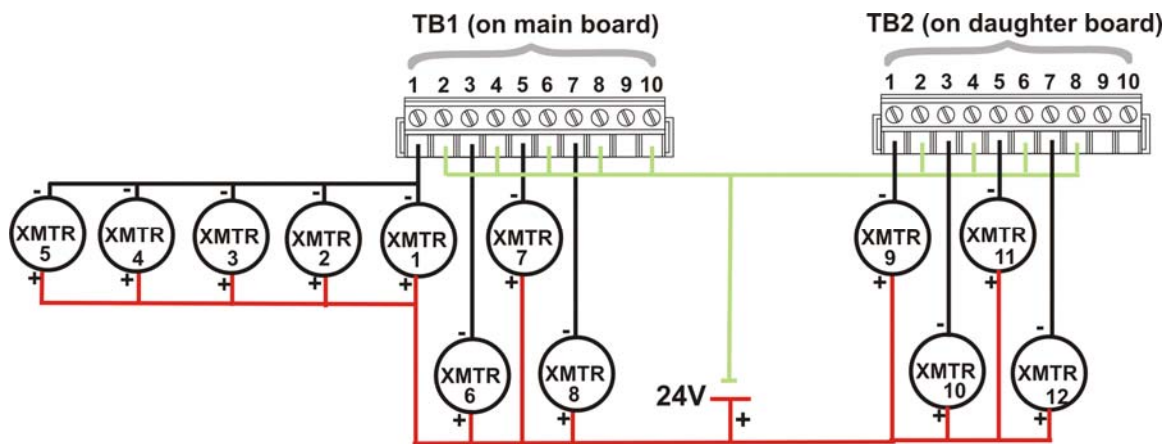 TB1 (on main board) TB2 (on daughter board)
1 2 3 4 5 6 7 8 9 10 1 2 3 4 5 6 7 8 9 10
- - - - - - - -
XMTR 5 XMTR 4 XMTR 3 XMTR 2 XMTR 1 XMTR 7 XMTR 9 XMTR 11
+ + + + + + + +
- - - -
XMTR 6 XMTR 8 24V XMTR 10 XMTR 12
+ + + + +